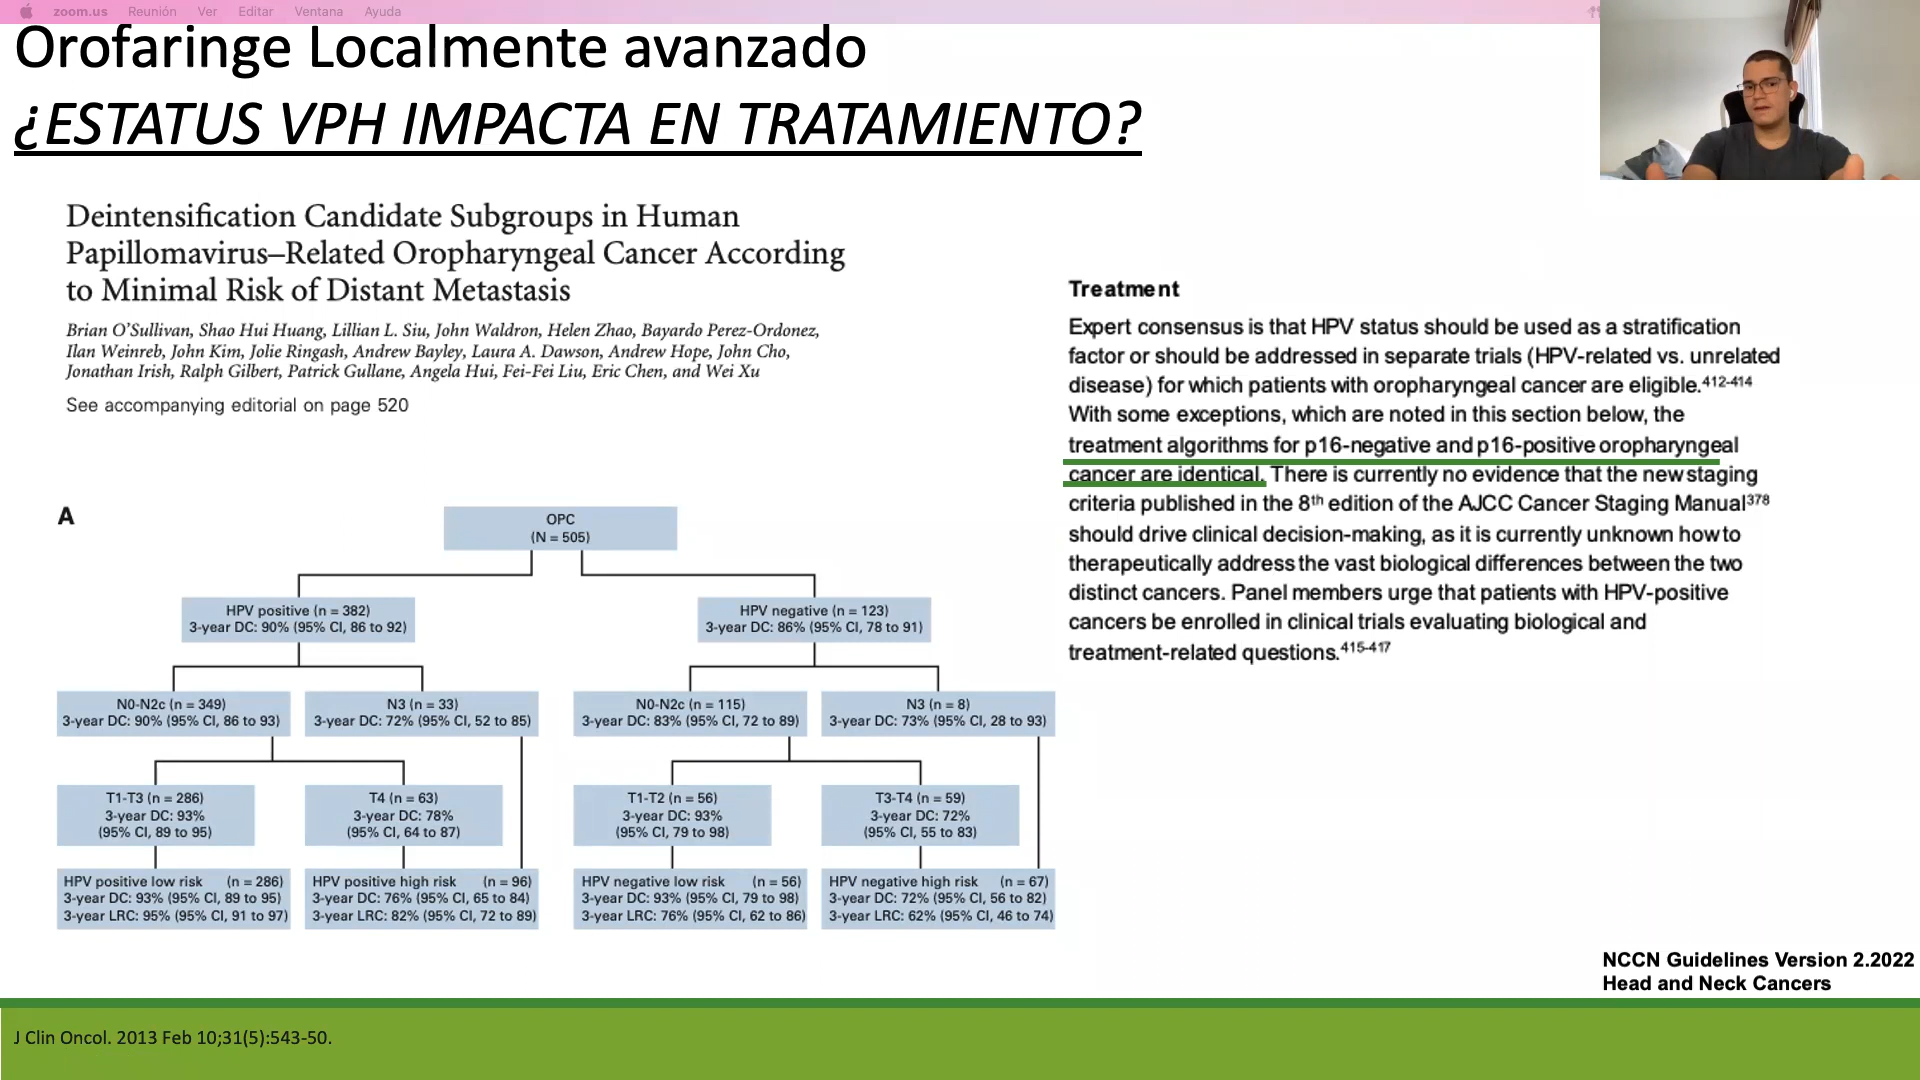 zoom.us Reunión Ver Editar Ventana Ayuda
Orofaringe Localmente avanzado
¿ESTATUS VPH IMPACTA EN TRATAMIENTO?
Deintensification Candidate Subgroups in Human
Papillomavirus–Related Oropharyngeal Cancer According
to Minimal Risk of Distant Metastasis
Brian O'Sullivan, Shao Hui Huang, Lillian L. Siu, John Waldron, Helen Zhao, Bayardo Perez-Ordonez,
Ilan Weinreb, John Kim, Jolie Ringash, Andrew Bayley, Laura A. Dawson, Andrew Hope, John Cho,
Jonathan Irish, Ralph Gilbert, Patrick Gullane, Angela Hui, Fei-Fei Liu, Eric Chen, and Wei Xu
See accompanying editorial on page 520
A
OPC
(N = 505)
HPV positive (n = 382)
3-year DC: 90% (95% CI, 86 to 92)
HPV negative (n = 123)
3-year DC: 86% (95% CI, 78 to 91)
N0-N2c (n = 349)
3-year DC: 90% (95% CI, 86 to 93)
N3 (n = 33)
3-year DC: 72% (95% CI, 52 to 85)
N0-N2c (n = 115)
3-year DC: 83% (95% CI, 72 to 89)
N3 (n = 8)
3-year DC: 73% (95% CI, 28 to 93)
T1-T3 (n = 286)
3-year DC: 93%
(95% CI, 89 to 95)
T4 (n = 63)
3-year DC: 78%
(95% CI, 64 to 87)
T1-T2 (n = 56)
3-year DC: 93%
(95% CI, 79 to 98)
T3-T4 (n = 59)
3-year DC: 72%
(95% CI, 55 to 83)
HPV positive low risk (n = 286)
3-year DC: 93% (95% CI, 89 to 95)
3-year LRC: 95% (95% CI, 91 to 97)
HPV positive high risk (n = 96)
3-year DC: 76% (95% CI, 65 to 84)
3-year LRC: 82% (95% CI, 72 to 89)
HPV negative low risk (n = 56)
3-year DC: 93% (95% CI, 79 to 98)
3-year LRC: 76% (95% CI, 62 to 86)
HPV negative high risk (n = 67)
3-year DC: 72% (95% CI, 56 to 82)
3-year LRC: 62% (95% CI, 46 to 74)
Treatment
Expert consensus is that HPV status should be used as a stratification
factor or should be addressed in separate trials (HPV-related vs. unrelated
disease) for which patients with oropharyngeal cancer are eligible.412-414
With some exceptions, which are noted in this section below, the
treatment algorithms for p16-negative and p16-positive oropharyngeal
cancer are identical. There is currently no evidence that the new staging
criteria published in the 8th edition of the AJCC Cancer Staging Manual378
should drive clinical decision-making, as it is currently unknown how to
therapeutically address the vast biological differences between the two
distinct cancers. Panel members urge that patients with HPV-positive
cancers be enrolled in clinical trials evaluating biological and
treatment-related questions.415-417
NCCN Guidelines Version 2.2022
Head and Neck Cancers
J Clin Oncol. 2013 Feb 10;31(5):543-50.